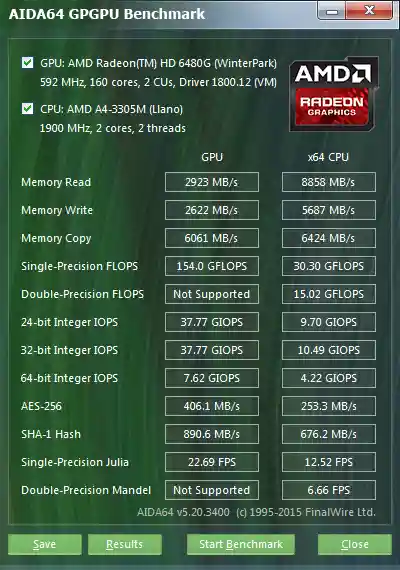 AIDA64 GPGPU Benchmark
GPU: AMD Radeon(TM) HD 6480G (WinterPark)
592 MHz, 160 cores, 2 CUs, Driver 1800.12 (VM)
CPU: AMD A4-3305M (Llano)
1900 MHz, 2 cores, 2 threads
AMD
RADEON
GRAPHICS
GPU x64 CPU
Memory Read 2923 MB/s 8858 MB/s
Memory Write 2622 MB/s 5687 MB/s
Memory Copy 6061 MB/s 6424 MB/s
Single-Precision FLOPS 154.0 GFLOPS 30.30 GFLOPS
Double-Precision FLOPS Not Supported 15.02 GFLOPS
24-bit Integer IOPS 37.77 GIOPS 9.70 GIOPS
32-bit Integer IOPS 37.77 GIOPS 10.49 GIOPS
64-bit Integer IOPS 7.62 GIOPS 4.22 GIOPS
AES-256 406.1 MB/s 253.3 MB/s
SHA-1 Hash 890.6 MB/s 676.2 MB/s
Single-Precision Julia 22.69 FPS 12.52 FPS
Double-Precision Mandel Not Supported 6.66 FPS
AIDA64 v5.20.3400 (c) 1995-2015 FinalWire Ltd.
Save Results Start Benchmark Close